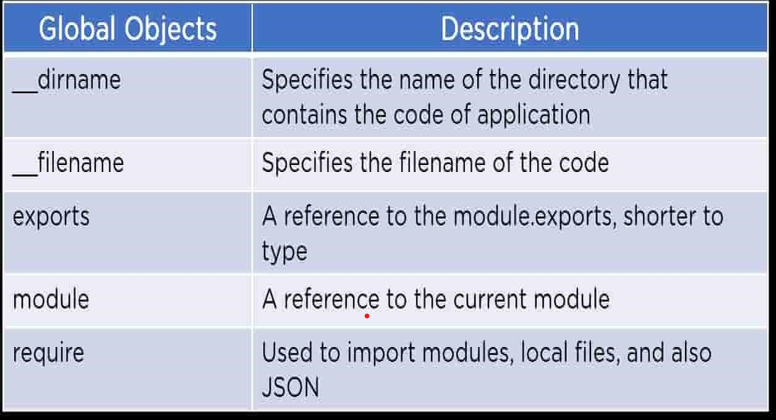 Global Objects Description
__dirname Specifies the name of the directory that
contains the code of application
__filename Specifies the filename of the code
exports A reference to the module.exports, shorter to
type
module A reference to the current module
require Used to import modules, local files, and also
JSON